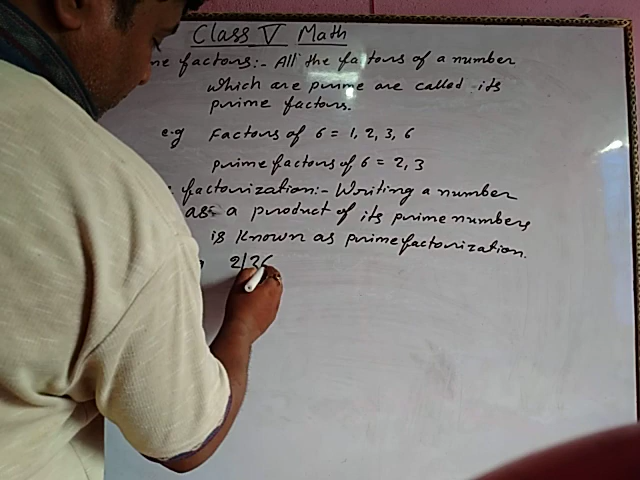 Class V Math
me factors:- All the factors of a number
which are prime are called its
prime factors.
e.g Factors of 6 = 1, 2, 3, 6
prime factors of 6 = 2, 3
factorization:- Writing a number
as a product of its prime numbers
is known as prime factorization.
2|36